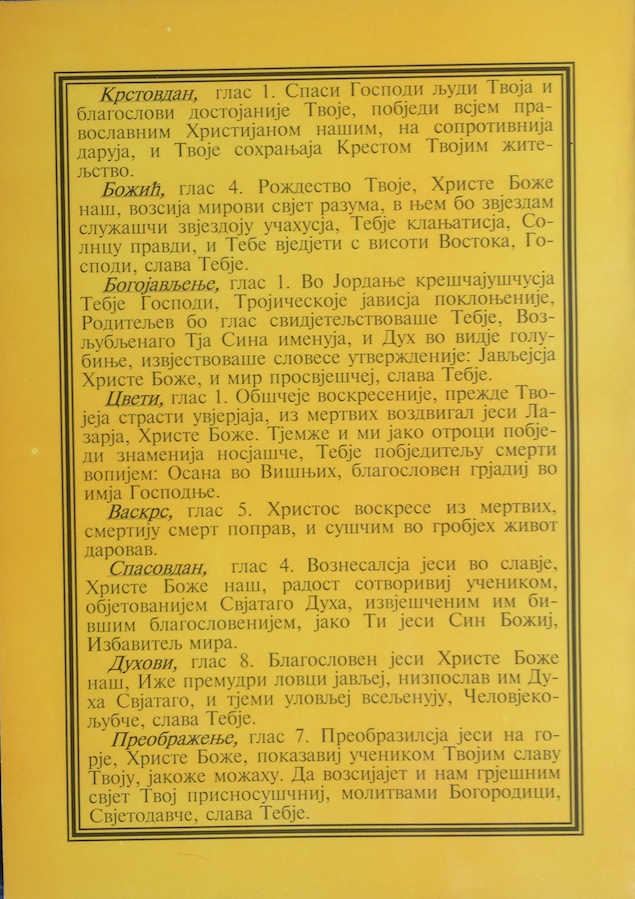 Крстовдан, глас 1. Спаси Господи људи Твоја и
благослови достојаније Твоје, побједи всјем пра-
вославним Христијаном нашим, на сопротивнија
даруја, и Твоје сохрањаја Крестом Твојим жите-
љство.
Божић, глас 4. Рождество Твоје, Христе Боже
наш, возсија мирови свјет разума, в њем бо звјездам
служашчи звјездоју учахусја, Тебје клањатисја, Со-
лнцу правди, и Тебе вједјети с висоти Востока, Го-
споди, слава Тебје.
Богојављење, глас 1. Во Јордање крешчајушчусја
Тебје Господи, Тројическоје јависја поклоњеније,
Родитељев бо глас свидјетељствоваше Тебје, Воз-
љубљенаго Тја Сина именуја, и Дух во видје голу-
биње, извјествоваше словесе утвержденије: Јављејсја
Христе Боже, и мир просвјешчеј, слава Тебје.
Цвети, глас 1. Обшчеје воскресеније, прежде Тво-
јеја страсти увјерјаја, из мертвих воздвигал јеси Ла-
зарја, Христе Боже. Тјемже и ми јако отроци побје-
ди знаменија носјашче, Тебје побједитељу смерти
вопијем: Осана во Вишњих, благословен грјадиј во
имја Господње.
Васкрс, глас 5. Христос воскресе из мертвих,
смертију смерт поправ, и сушчим во гробјех живот
даровав.
Спасовдан, глас 4. Вознесалсја јеси во славје,
Христе Боже наш, радост сотворивиј учеником,
објетованијем Свјатаго Духа, извјешченим им би-
вшим благословенијем, јако Ти јеси Син Божиј,
Избавитељ мира.
Духови, глас 8. Благословен јеси Христе Боже
наш, Иже премудри ловци јављеј, низпослав им Ду-
ха Свјатаго, и тјеми уловљеј всељенују, Человјеко-
љубче, слава Тебје.
Преображење, глас 7. Преобразилсја јеси на го-
рје, Христе Боже, показавиј учеником Твојим славу
Твоју, јакоже можаху. Да возсијајет и нам грјешним
свјет Твој присносушчниј, молитвами Богородици,
Свјетодавче, слава Тебје.